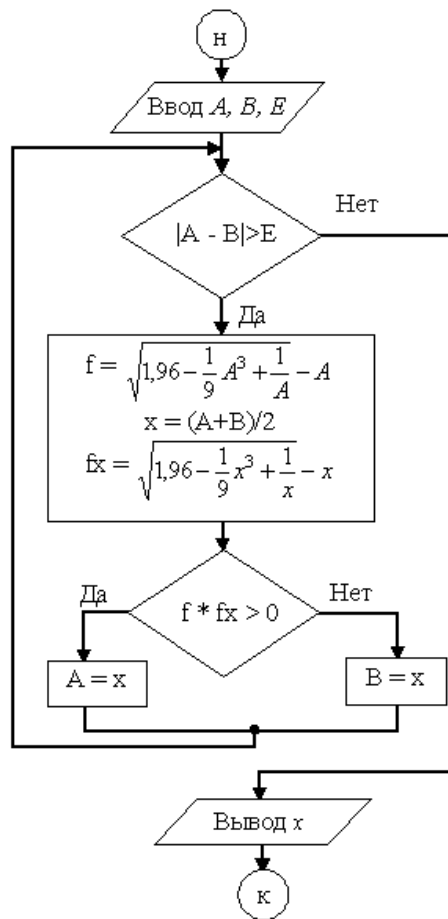 н
Ввод A, B, E
|A - B|>E
Нет
Да
f = √(1,96 − 1/9 A³ + 1/A) − A
x = (A+B)/2
fx = √(1,96 − 1/9 x³ + 1/x) − x
Да
f * fx > 0
Нет
A = x
B = x
Вывод x
к